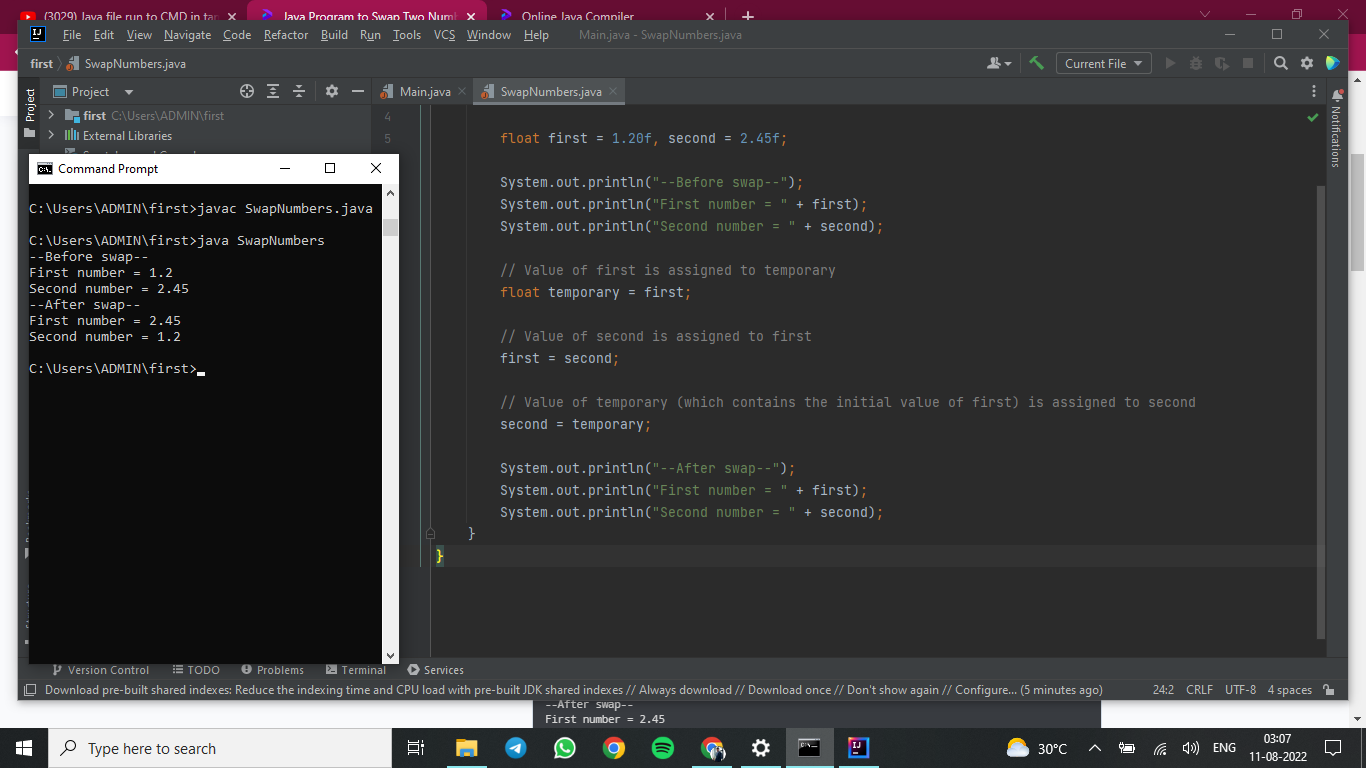 (3029) Java file run to CMD in tar
Java Program to Swap Two Numb
Online Java Compiler
File Edit View Navigate Code Refactor Build Run Tools VCS Window Help Main.java - SwapNumbers.java
first SwapNumbers.java
Current File
Project
Project
Main.java
SwapNumbers.java
first C:\Users\ADMIN\first
External Libraries
Notifications
4
5
float first = 1.20f, second = 2.45f;
System.out.println("--Before swap--");
System.out.println("First number = " + first);
System.out.println("Second number = " + second);
// Value of first is assigned to temporary
float temporary = first;
// Value of second is assigned to first
first = second;
// Value of temporary (which contains the initial value of first) is assigned to second
second = temporary;
System.out.println("--After swap--");
System.out.println("First number = " + first);
System.out.println("Second number = " + second);
}
}
Command Prompt
C:\Users\ADMIN\first>javac SwapNumbers.java
C:\Users\ADMIN\first>java SwapNumbers
--Before swap--
First number = 1.2
Second number = 2.45
--After swap--
First number = 2.45
Second number = 1.2
C:\Users\ADMIN\first>
Version Control TODO Problems Terminal Services
Download pre-built shared indexes: Reduce the indexing time and CPU load with pre-built JDK shared indexes // Always download // Download once // Don't show again // Configure... (5 minutes ago) 24:2 CRLF UTF-8 4 spaces
--After swap--
First number = 2.45
Type here to search
30°C
ENG
03:07
11-08-2022